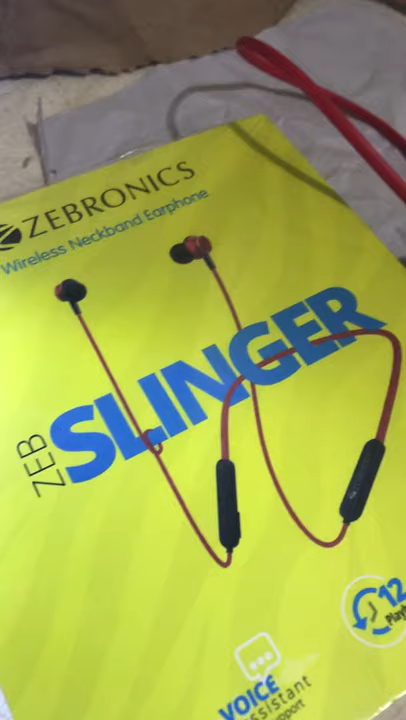 ZEBRONICS
Wireless Neckband Earphone
ZEB
SLINGER
12
VOICE